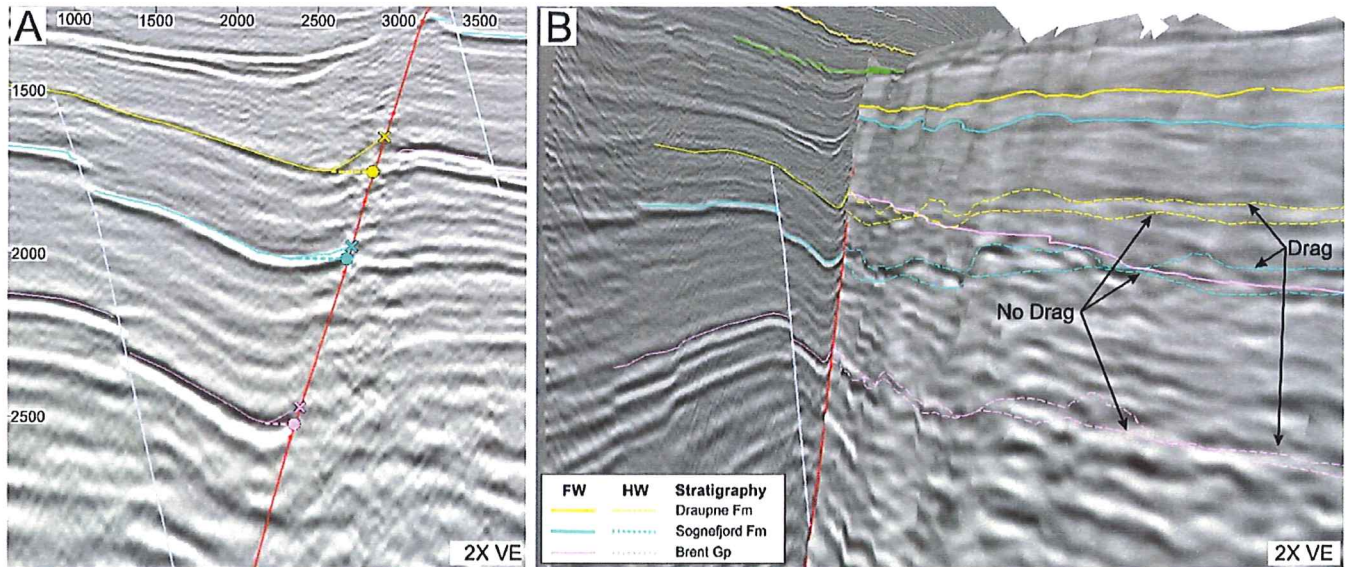 A
1000 1500 2000 2500 3000 3500
1500
2000
2500
2X VE
B
Drag
No Drag
FW HW Stratigraphy
Draupne Fm
Sognefjord Fm
Brent Gp
2X VE